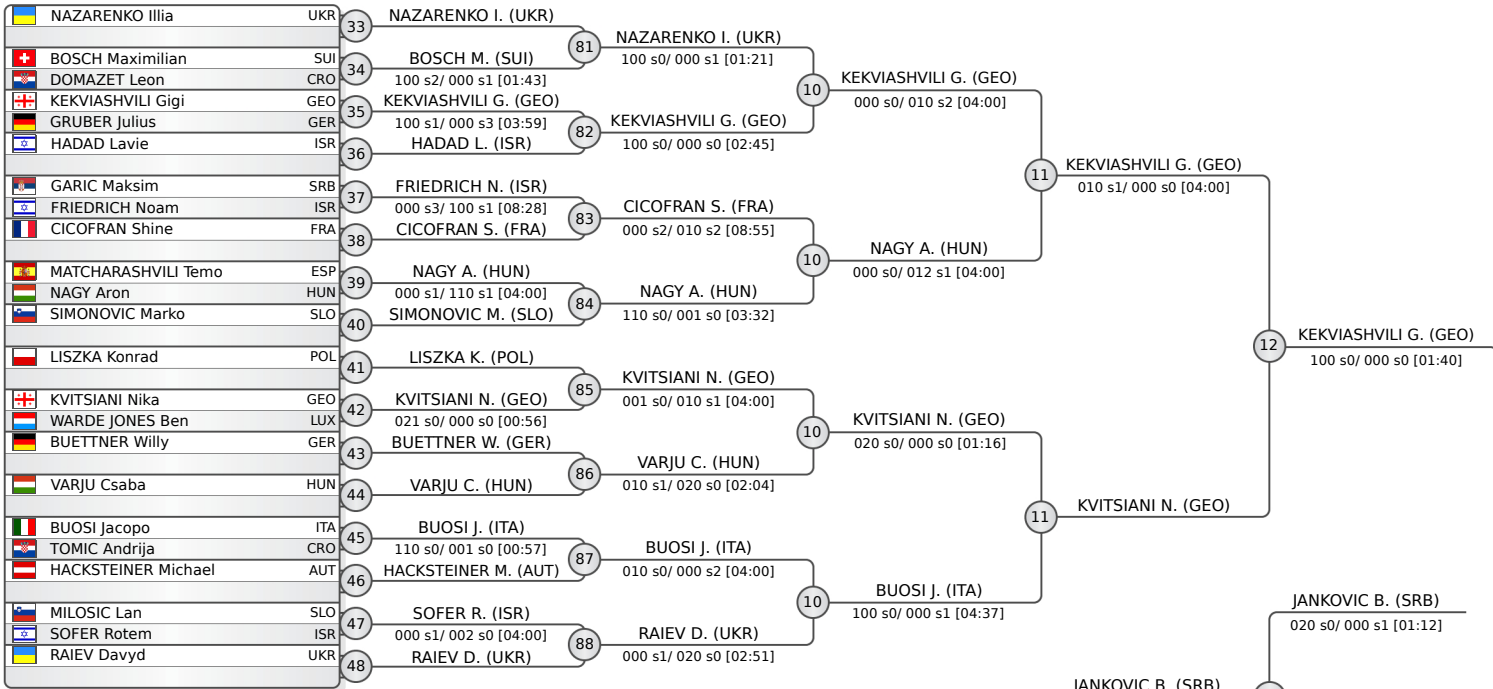 NAZARENKO Illia UKR
BOSCH Maximilian SUI
DOMAZET Leon CRO
KEKVIASHVILI Gigi GEO
GRUBER Julius GER
HADAD Lavie ISR
GARIC Maksim SRB
FRIEDRICH Noam ISR
CICOFRAN Shine FRA
MATCHARASHVILI Temo ESP
NAGY Aron HUN
SIMONOVIC Marko SLO
LISZKA Konrad POL
KVITSIANI Nika GEO
WARDE JONES Ben LUX
BUETTNER Willy GER
VARJU Csaba HUN
BUOSI Jacopo ITA
TOMIC Andrija CRO
HACKSTEINER Michael AUT
MILOSIC Lan SLO
SOFER Rotem ISR
RAIEV Davyd UKR
33
34
35
36
37
38
39
40
41
42
43
44
45
46
47
48
NAZARENKO I. (UKR)
BOSCH M. (SUI)
100 s2/ 000 s1 [01:43]
KEKVIASHVILI G. (GEO)
100 s1/ 000 s3 [03:59]
HADAD L. (ISR)
FRIEDRICH N. (ISR)
000 s3/ 100 s1 [08:28]
CICOFRAN S. (FRA)
NAGY A. (HUN)
000 s1/ 110 s1 [04:00]
SIMONOVIC M. (SLO)
LISZKA K. (POL)
KVITSIANI N. (GEO)
021 s0/ 000 s0 [00:56]
BUETTNER W. (GER)
VARJU C. (HUN)
BUOSI J. (ITA)
110 s0/ 001 s0 [00:57]
HACKSTEINER M. (AUT)
SOFER R. (ISR)
000 s1/ 002 s0 [04:00]
RAIEV D. (UKR)
81
82
83
84
85
86
87
88
NAZARENKO I. (UKR)
100 s0/ 000 s1 [01:21]
KEKVIASHVILI G. (GEO)
100 s0/ 000 s0 [02:45]
CICOFRAN S. (FRA)
000 s2/ 010 s2 [08:55]
NAGY A. (HUN)
110 s0/ 001 s0 [03:32]
KVITSIANI N. (GEO)
001 s0/ 010 s1 [04:00]
VARJU C. (HUN)
010 s1/ 020 s0 [02:04]
BUOSI J. (ITA)
010 s0/ 000 s2 [04:00]
RAIEV D. (UKR)
000 s1/ 020 s0 [02:51]
10
10
10
10
KEKVIASHVILI G. (GEO)
000 s0/ 010 s2 [04:00]
NAGY A. (HUN)
000 s0/ 012 s1 [04:00]
KVITSIANI N. (GEO)
020 s0/ 000 s0 [01:16]
BUOSI J. (ITA)
100 s0/ 000 s1 [04:37]
11
11
KEKVIASHVILI G. (GEO)
010 s1/ 000 s0 [04:00]
KVITSIANI N. (GEO)
12
KEKVIASHVILI G. (GEO)
100 s0/ 000 s0 [01:40]
JANKOVIC B. (SRB)
020 s0/ 000 s1 [01:12]
JANKOVIC B. (SRB)